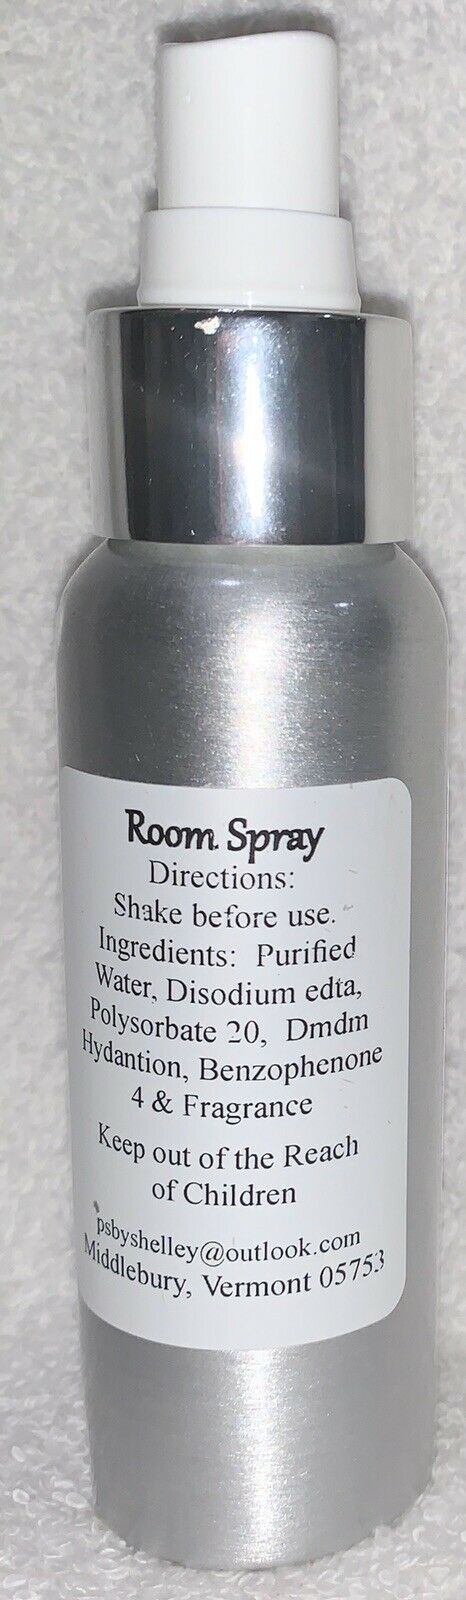 Room Spray
Directions:
Shake before use.
Ingredients: Purified
Water, Disodium edta,
Polysorbate 20, Dmdm
Hydantion, Benzophenone
4 & Fragrance
Keep out of the Reach
of Children
psbyshelley@outlook.com
Middlebury, Vermont 05753